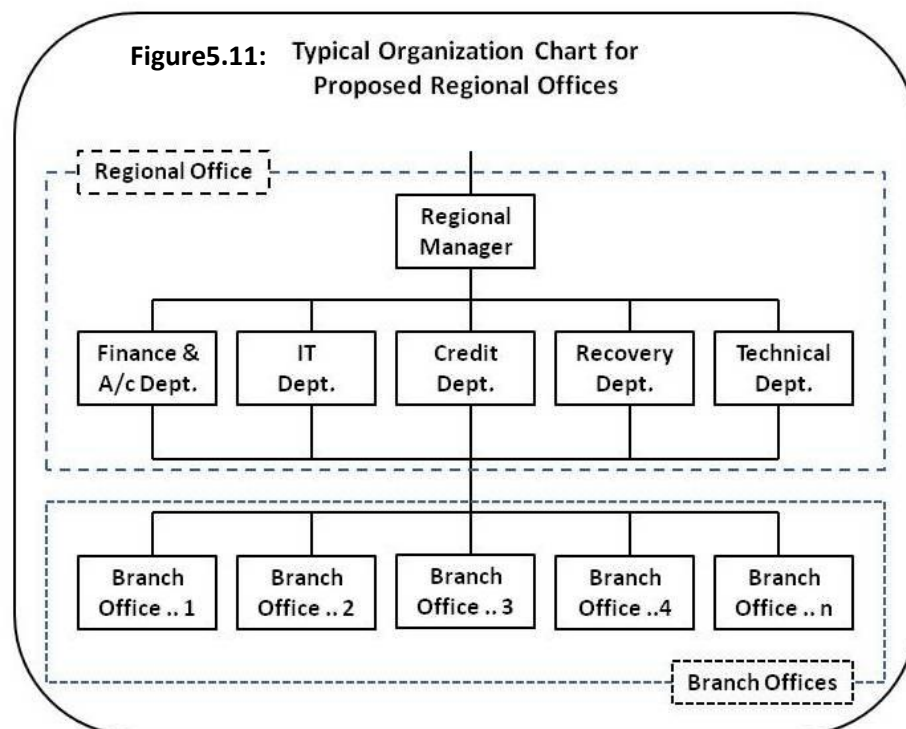 Figure5.11: Typical Organization Chart for
Proposed Regional Offices
Regional Office
Regional
Manager
Finance &
A/c Dept.
IT
Dept.
Credit
Dept.
Recovery
Dept.
Technical
Dept.
Branch
Office .. 1
Branch
Office .. 2
Branch
Office .. 3
Branch
Office ..4
Branch
Office .. n
Branch Offices